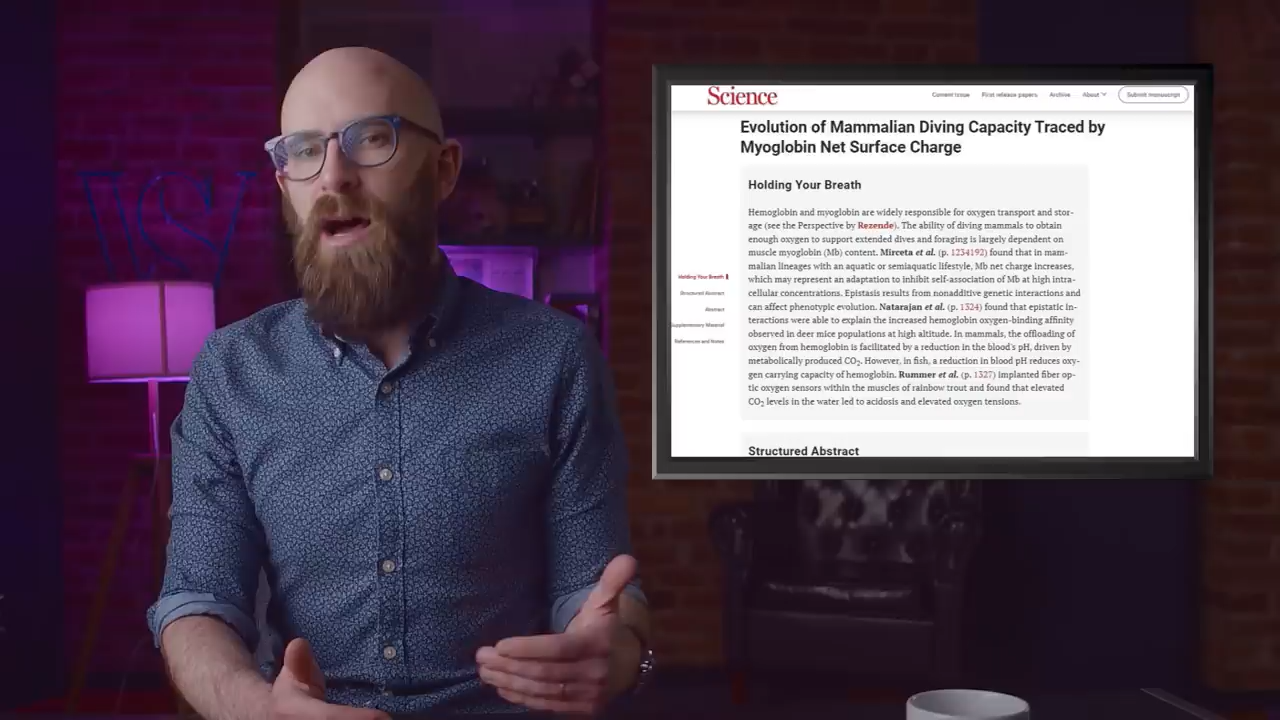 Science
Current Issue First release papers Archive About Submit manuscript
Evolution of Mammalian Diving Capacity Traced by
Myoglobin Net Surface Charge
Holding Your Breath
Hemoglobin and myoglobin are widely responsible for oxygen transport and stor-
age (see the Perspective by Rezende). The ability of diving mammals to obtain
enough oxygen to support extended dives and foraging is largely dependent on
muscle myoglobin (Mb) content. Mirceta et al. (p. 1234192) found that in mam-
malian lineages with an aquatic or semiaquatic lifestyle, Mb net charge increases,
which may represent an adaptation to inhibit self-association of Mb at high intra-
cellular concentrations. Epistasis results from nonadditive genetic interactions and
can affect phenotypic evolution. Natarajan et al. (p. 1324) found that epistatic in-
teractions were able to explain the increased hemoglobin oxygen-binding affinity
observed in deer mice populations at high altitude. In mammals, the offloading of
oxygen from hemoglobin is facilitated by a reduction in the blood's pH, driven by
metabolically produced CO2. However, in fish, a reduction in blood pH reduces oxy-
gen carrying capacity of hemoglobin. Rummer et al. (p. 1327) implanted fiber op-
tic oxygen sensors within the muscles of rainbow trout and found that elevated
CO2 levels in the water led to acidosis and elevated oxygen tensions.
Structured Abstract
Holding Your Breath
Structured Abstract
Abstract
Supplementary Material
References and Notes